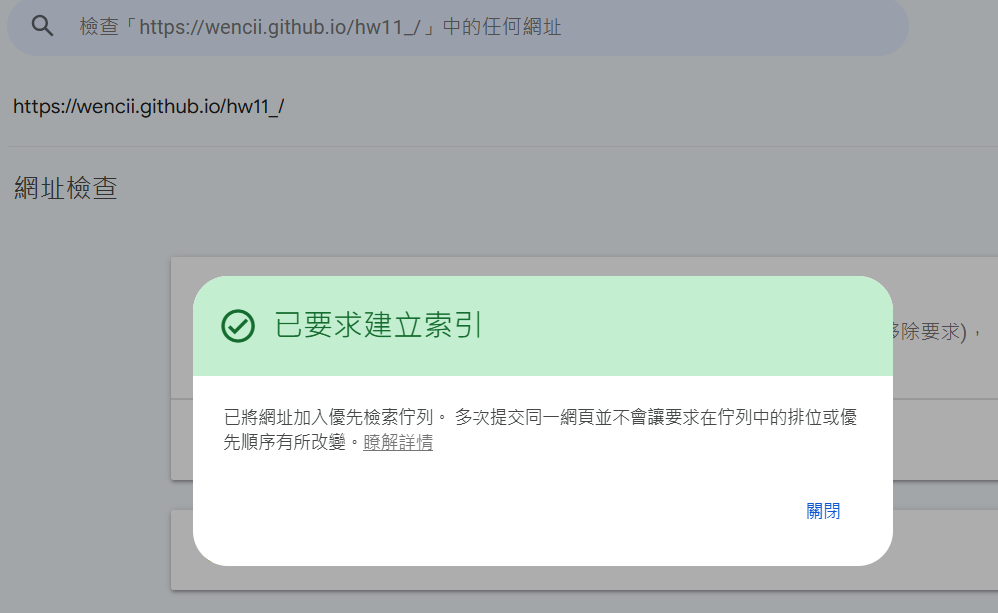 檢查「https://wencii.github.io/hw11_/」中的任何網址
https://wencii.github.io/hw11_/
網址檢查
已要求建立索引
除要求)，
已將網址加入優先檢索佇列。 多次提交同一網頁並不會讓要求在佇列中的排位或優
先順序有所改變。瞭解詳情
關閉